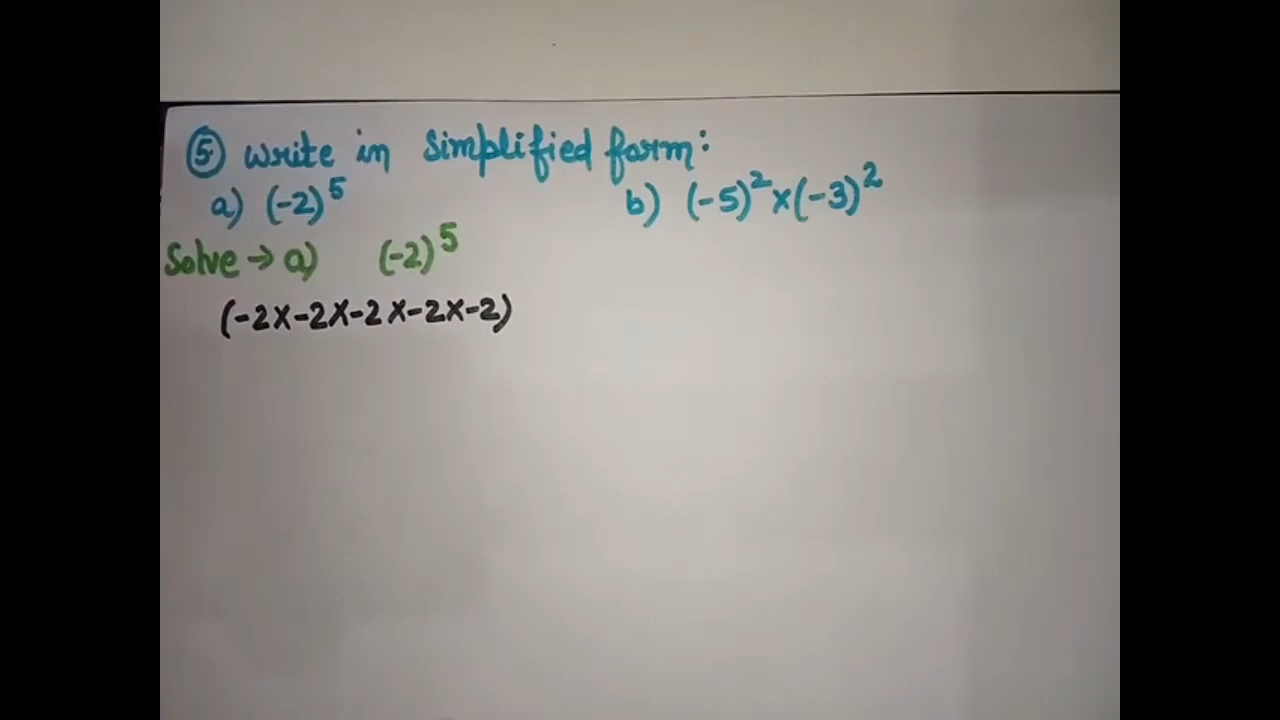 ⑤ Write in simplified form:
a) (-2)⁵ b) (-5)²×(-3)²
Solve → a) (-2)⁵
(-2×-2×-2×-2×-2)